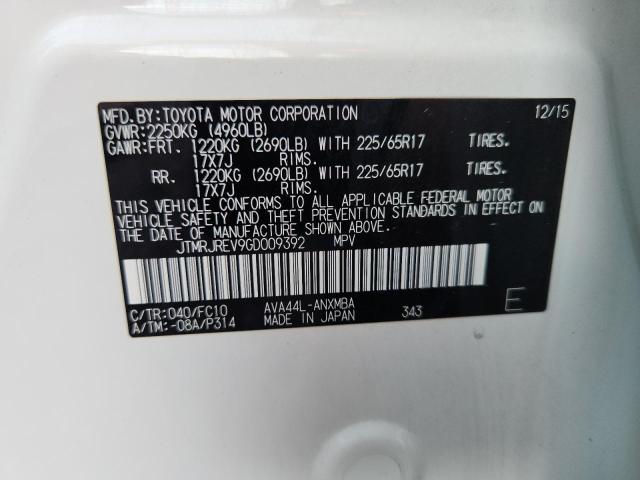 MFD.BY:TOYOTA MOTOR CORPORATION 12/15
GVWR:2250KG (4960LB)
GAWR:FRT. 1220KG (2690LB) WITH 225/65R17 TIRES.
17X7J RIMS.
RR. 1220KG (2690LB) WITH 225/65R17 TIRES.
17X7J RIMS.
THIS VEHICLE CONFORMS TO ALL APPLICABLE FEDERAL MOTOR
VEHICLE SAFETY AND THEFT PREVENTION STANDARDS IN EFFECT ON
THE DATE OF MANUFACTURE SHOWN ABOVE.
JTMRJREV9GD009392 MPV
C/TR:040/FC10 AVA44L-ANXMBA
A/TM:-08A/P314 MADE IN JAPAN 343 E